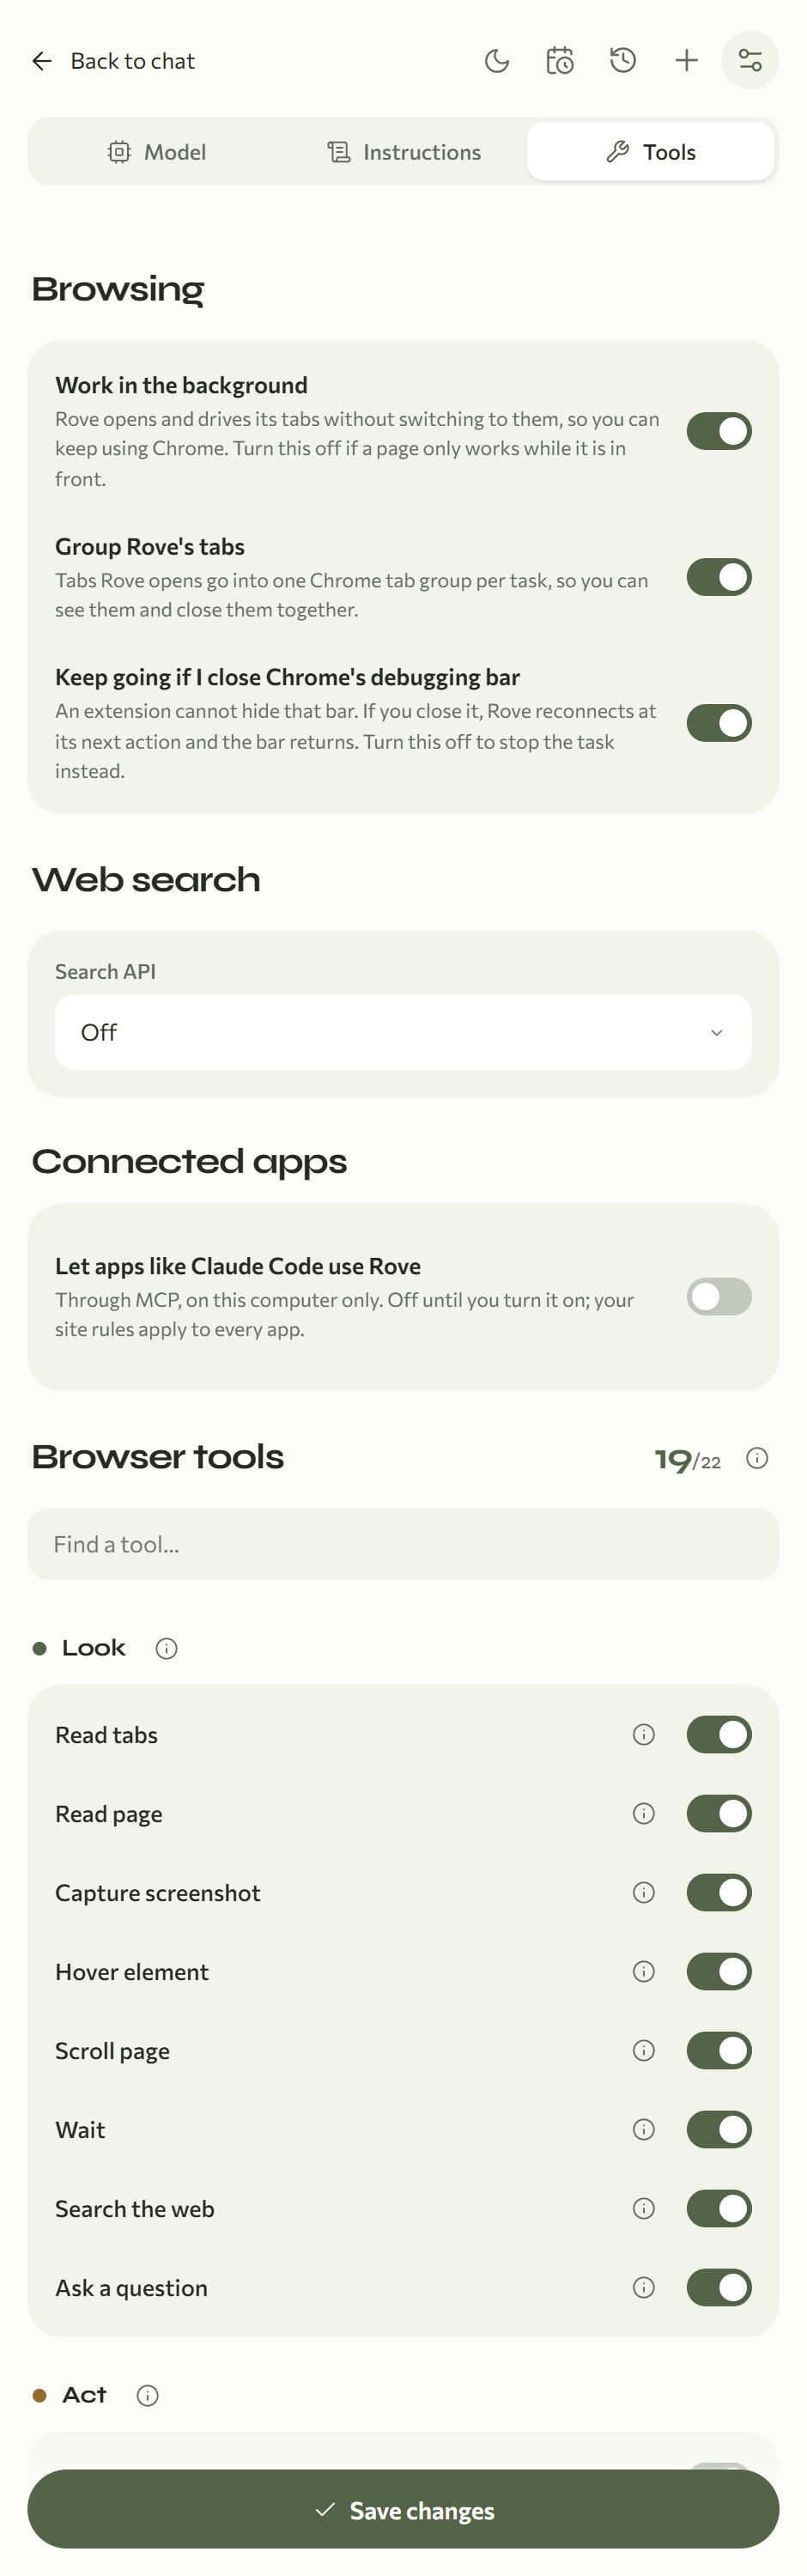 Back to chat
Model
Instructions
Tools
Browsing
Work in the background
Rove opens and drives its tabs without switching to them, so you can
keep using Chrome. Turn this off if a page only works while it is in
front.
Group Rove's tabs
Tabs Rove opens go into one Chrome tab group per task, so you can
see them and close them together.
Keep going if I close Chrome's debugging bar
An extension cannot hide that bar. If you close it, Rove reconnects at
its next action and the bar returns. Turn this off to stop the task
instead.
Web search
Search API
Off
Connected apps
Let apps like Claude Code use Rove
Through MCP, on this computer only. Off until you turn it on; your
site rules apply to every app.
Browser tools
19/22
Find a tool...
Look
Read tabs
Read page
Capture screenshot
Hover element
Scroll page
Wait
Search the web
Ask a question
Act
Save changes